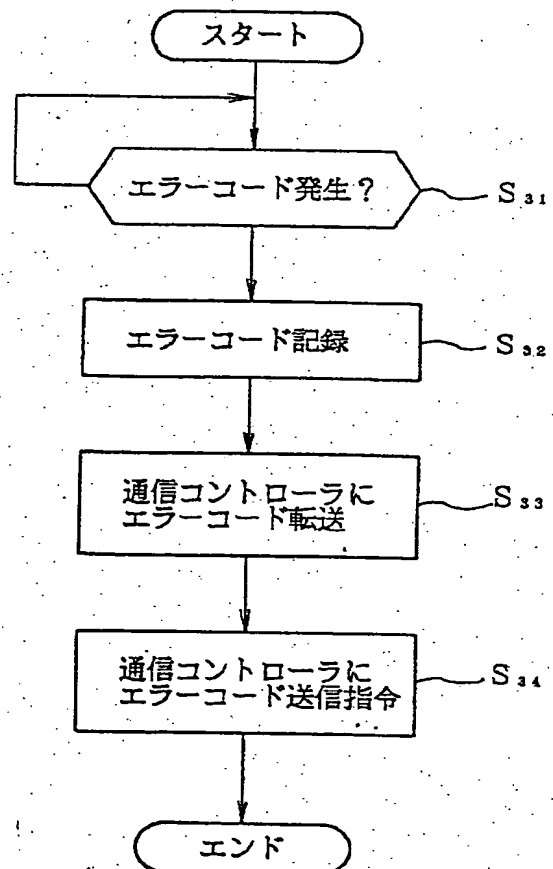 スタート
エラーコード発生？
S₃₁
エラーコード記録
S₃₂
通信コントローラに
エラーコード転送
S₃₃
通信コントローラに
エラーコード送信指令
S₃₄
エンド